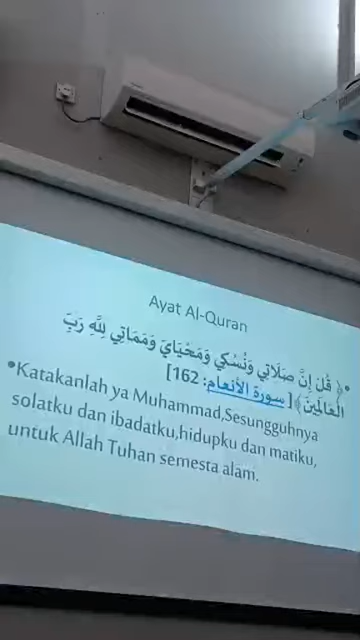 Ayat Al-Quran
•﴿ قُلْ إِنَّ صَلَاتِي وَنُسُكِي وَمَحْيَايَ وَمَمَاتِي لِلَّهِ رَبِّ
الْعَالَمِينَ﴾ [ سورة الأنعام: 162]
•Katakanlah ya Muhammad,Sesungguhnya
solatku dan ibadatku,hidupku dan matiku,
untuk Allah Tuhan semesta alam.